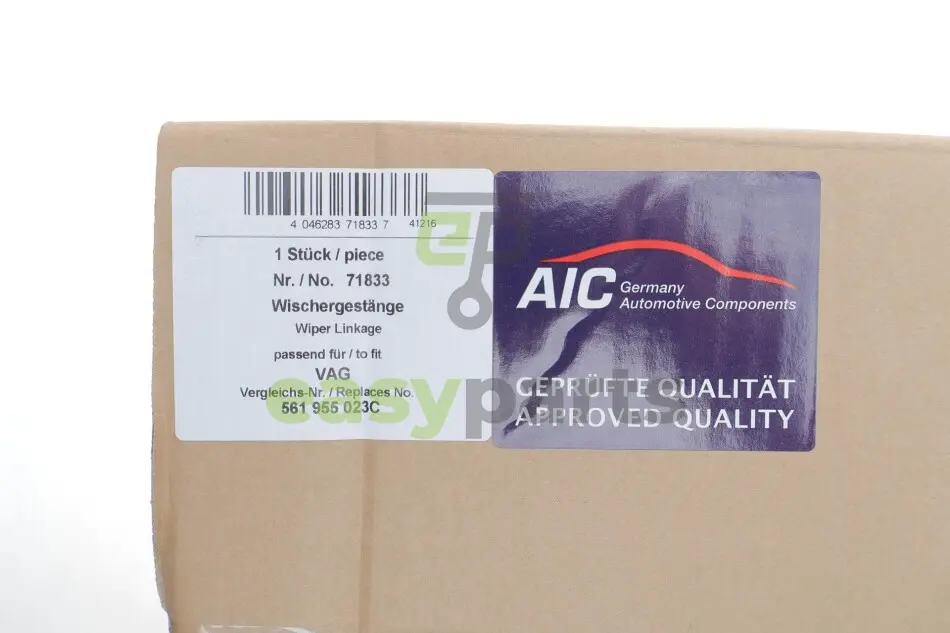 4 046283 71833 7 41216
1 Stück / piece
Nr. / No. 71833
Wischergestänge
Wiper Linkage
passend für / to fit
VAG
Vergleichs-Nr. / Replaces No.
561 955 023C
AIC Germany
Automotive Components
GEPRÜFTE QUALITÄT
APPROVED QUALITY
ep
easyparts